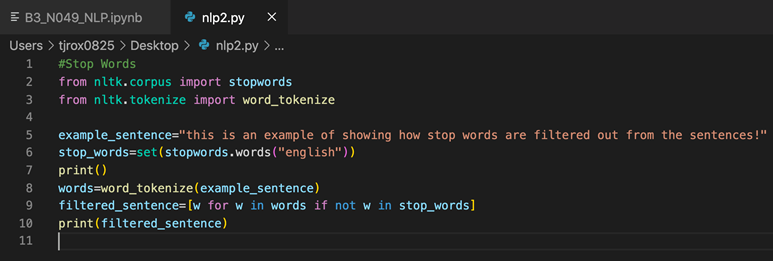 B3_N049_NLP.ipynb nlp2.py ×
Users > tjrox0825 > Desktop > nlp2.py > ...
1 #Stop Words
2 from nltk.corpus import stopwords
3 from nltk.tokenize import word_tokenize
4
5 example_sentence="this is an example of showing how stop words are filtered out from the sentences!"
6 stop_words=set(stopwords.words("english"))
7 print()
8 words=word_tokenize(example_sentence)
9 filtered_sentence=[w for w in words if not w in stop_words]
10 print(filtered_sentence)
11